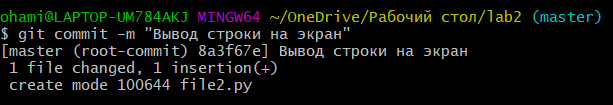 ohami@LAPTOP-UM784AKJ MINGW64 ~/OneDrive/Рабочий стол/lab2 (master)
$ git commit -m "Вывод строки на экран"
[master (root-commit) 8a3f67e] Вывод строки на экран
 1 file changed, 1 insertion(+)
 create mode 100644 file2.py